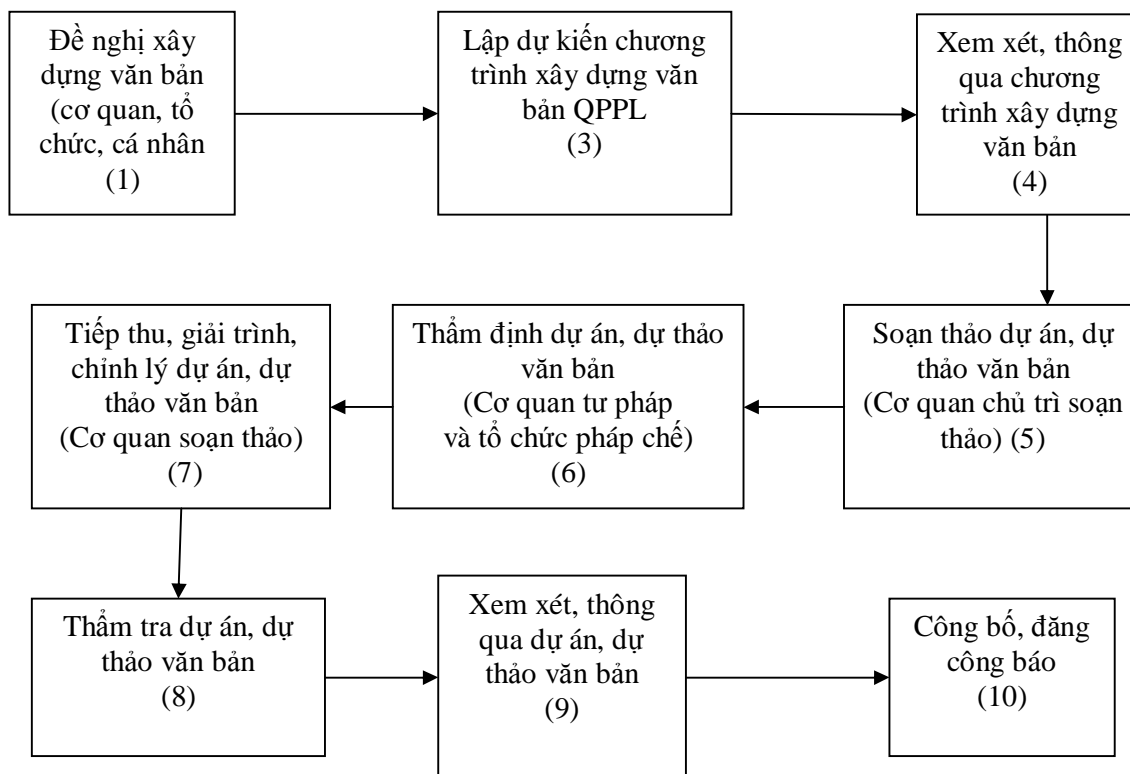 Đề nghị xây
dựng văn bản
(cơ quan, tổ
chức, cá nhân
(1)
Lập dự kiến chương
trình xây dựng văn
bản QPPL
(3)
Xem xét, thông
qua chương
trình xây dựng
văn bản
(4)
Soạn thảo dự án, dự
thảo văn bản
(Cơ quan chủ trì soạn
thảo) (5)
Thẩm định dự án, dự thảo
văn bản
(Cơ quan tư pháp
và tổ chức pháp chế)
(6)
Tiếp thu, giải trình,
chỉnh lý dự án, dự
thảo văn bản
(Cơ quan soạn thảo)
(7)
Thẩm tra dự án, dự
thảo văn bản
(8)
Xem xét, thông
qua dự án, dự
thảo văn bản
(9)
Công bố, đăng
công báo
(10)